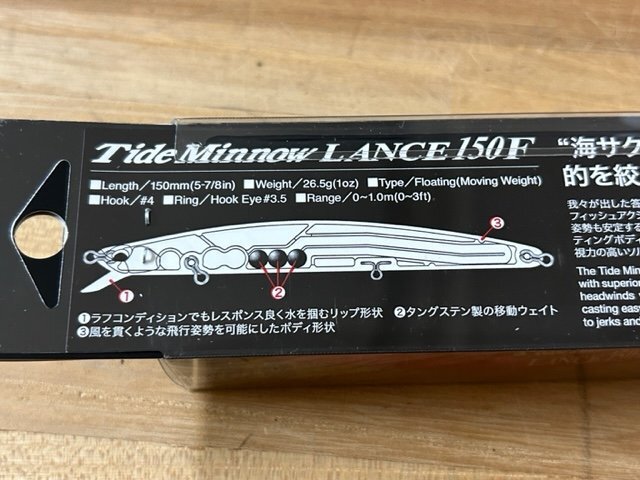 Tide Minnow LANCE 150F
■Length／150mm(5-7/8in) ■Weight／26.5g(1oz) ■Type／Floating(Moving Weight)
■Hook／#4 ■Ring／Hook Eye #3.5 ■Range／0~1.0m(0~3ft)
③
①
②
①ラフコンディションでもレスポンス良く水を掴むリップ形状 ②タングステン製の移動ウェイト
③風を貫くような飛行姿勢を可能にしたボディ形状
“海サク
的を絞
我々が出した答
フィッシュアク
姿勢も安定する
ティングボディ
視力の高いソル
The Tide Min
with superior
headwinds
casting easy
to jerks and